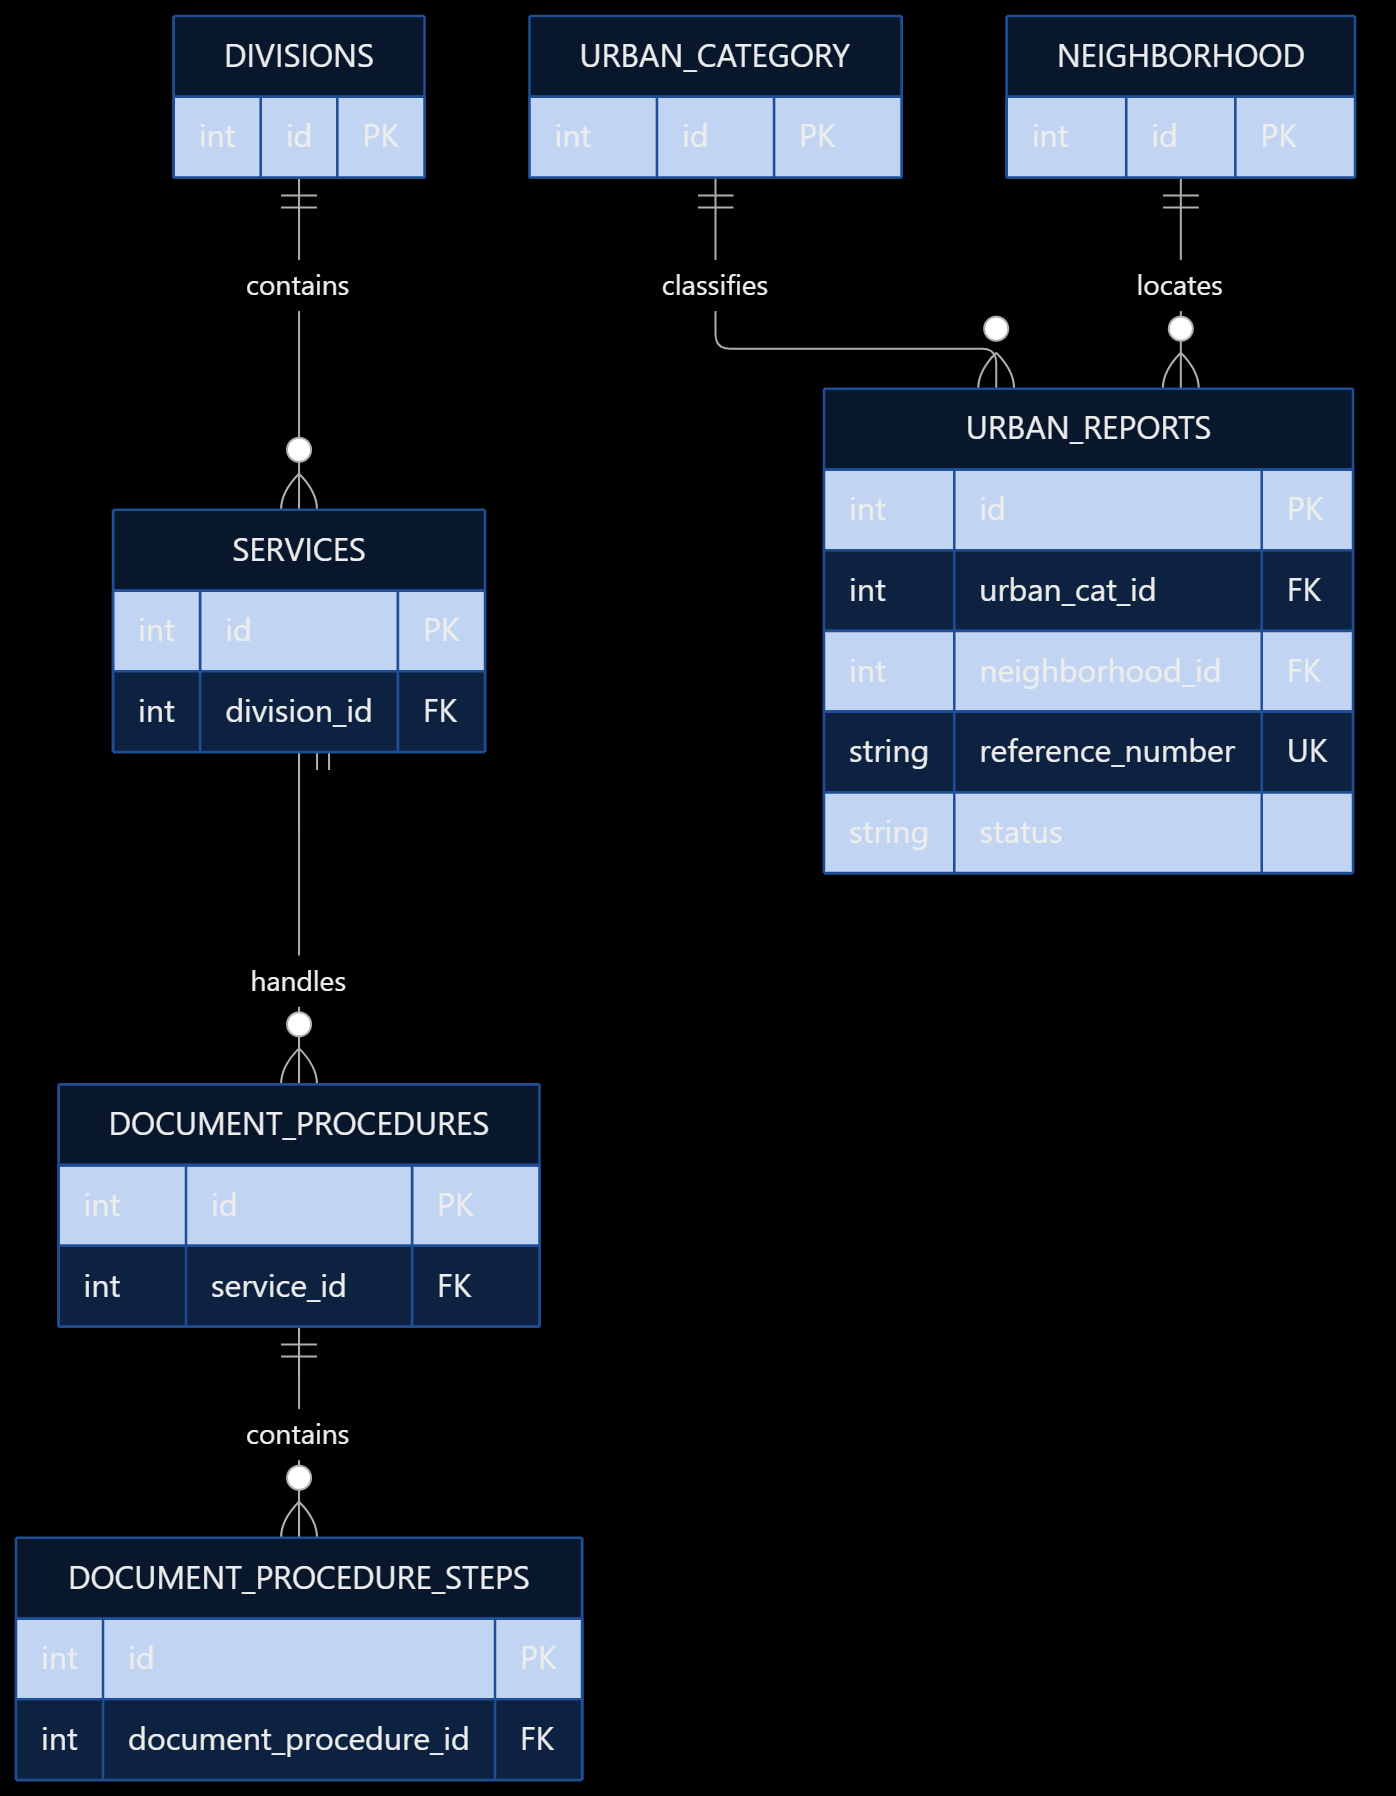 DIVISIONS
int id PK
contains
SERVICES
int id PK
int division_id FK
handles
DOCUMENT_PROCEDURES
int id PK
int service_id FK
contains
DOCUMENT_PROCEDURE_STEPS
int id PK
int document_procedure_id FK
URBAN_CATEGORY
int id PK
classifies
NEIGHBORHOOD
int id PK
locates
URBAN_REPORTS
int id PK
int urban_cat_id FK
int neighborhood_id FK
string reference_number UK
string status